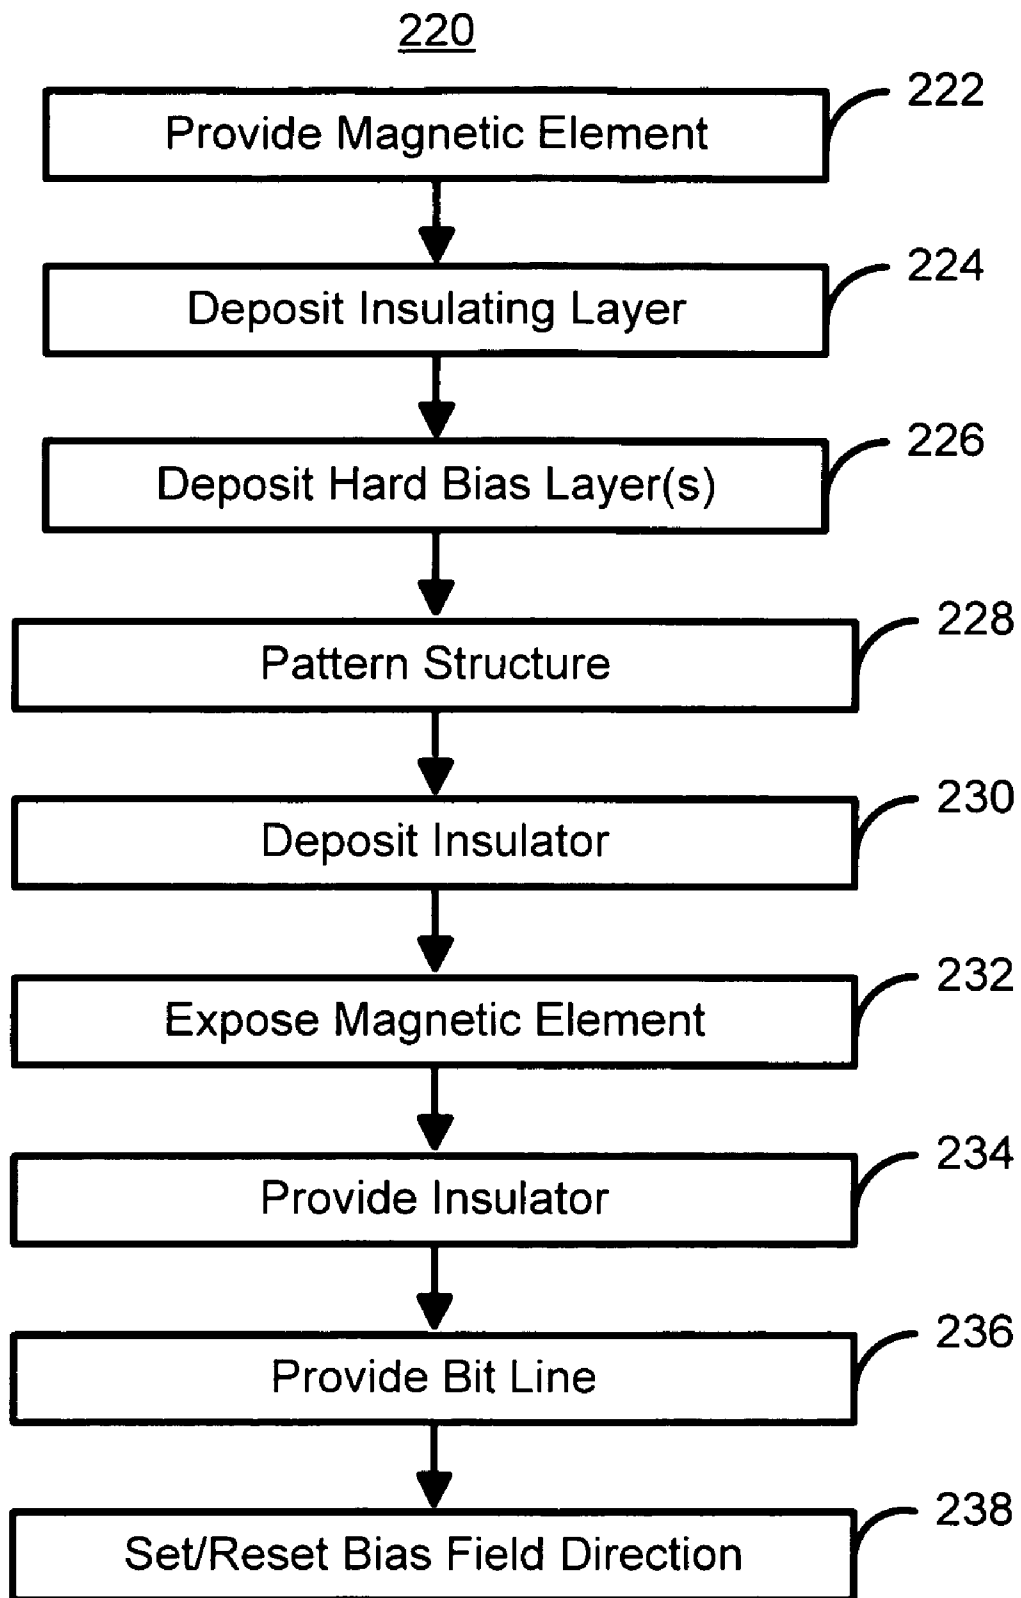 220
Provide Magnetic Element
222
Deposit Insulating Layer
224
Deposit Hard Bias Layer(s)
226
Pattern Structure
228
Deposit Insulator
230
Expose Magnetic Element
232
Provide Insulator
234
Provide Bit Line
236
Set/Reset Bias Field Direction
238